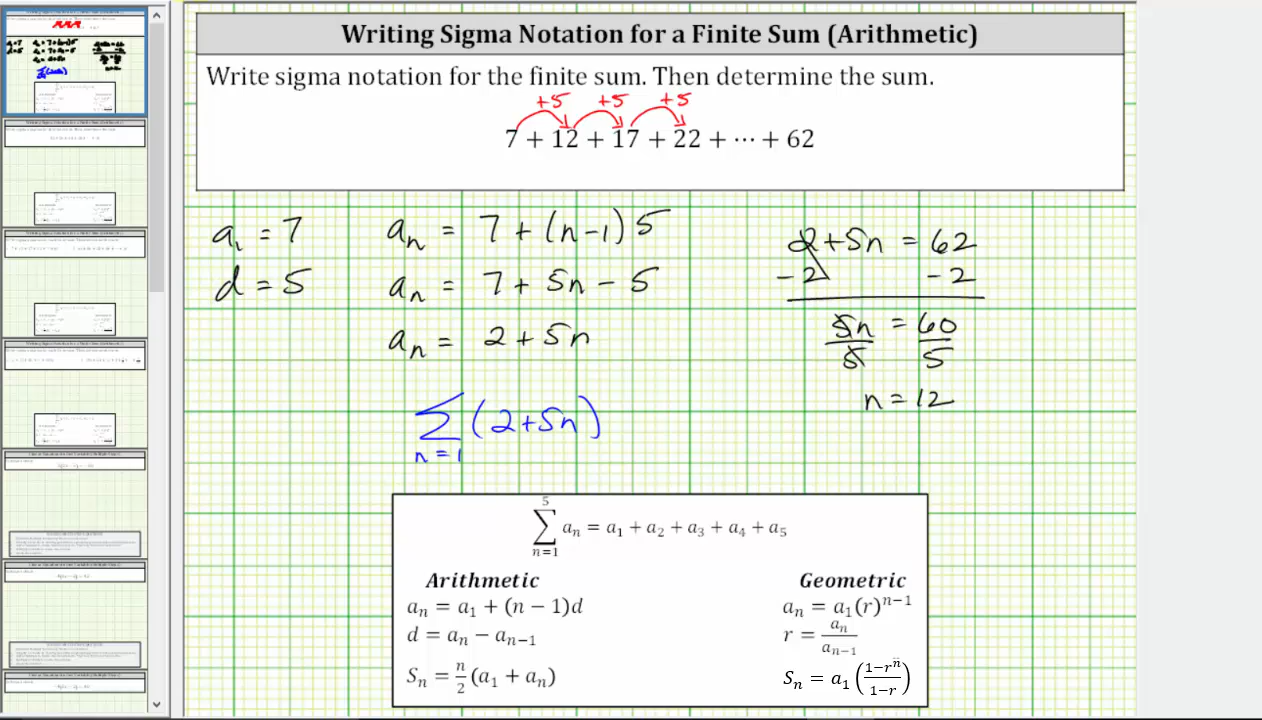 Writing Sigma Notation for a Finite Sum (Arithmetic)
Write sigma notation for the finite sum. Then determine the sum.
+5 +5 +5
7 + 12 + 17 + 22 + ⋯ + 62
a₁ = 7
d = 5
aₙ = 7 + (n−1) 5
aₙ = 7 + 5n − 5
aₙ = 2 + 5n
∑ (2+5n)
n=1
2+5n = 62
−2 −2
5n = 60
5 5
n = 12
5
∑ aₙ = a₁ + a₂ + a₃ + a₄ + a₅
n=1
Arithmetic
aₙ = a₁ + (n − 1)d
d = aₙ − aₙ₋₁
Sₙ = n/2 (a₁ + aₙ)
Geometric
aₙ = a₁(r)ⁿ⁻¹
r = aₙ/aₙ₋₁
Sₙ = a₁ (1−rⁿ/1−r)